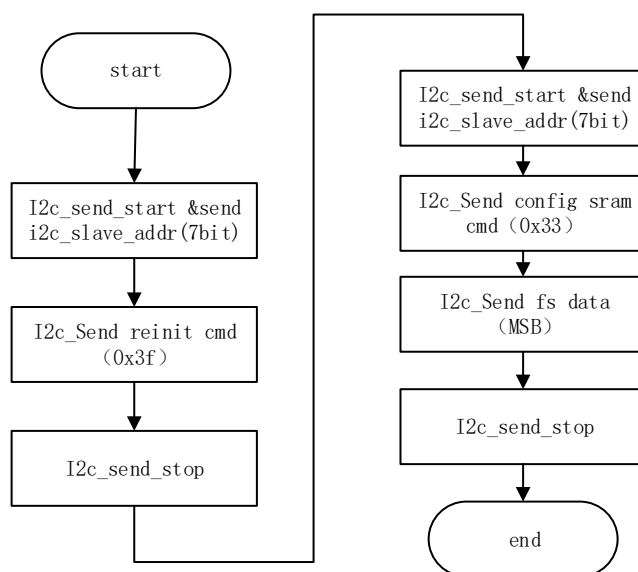 start
I2c_send_start &send
i2c_slave_addr(7bit)
I2c_Send reinit cmd
（0x3f）
I2c_send_stop
I2c_send_start &send
i2c_slave_addr(7bit)
I2c_Send config sram
cmd（0x33）
I2c_Send fs data
（MSB）
I2c_send_stop
end